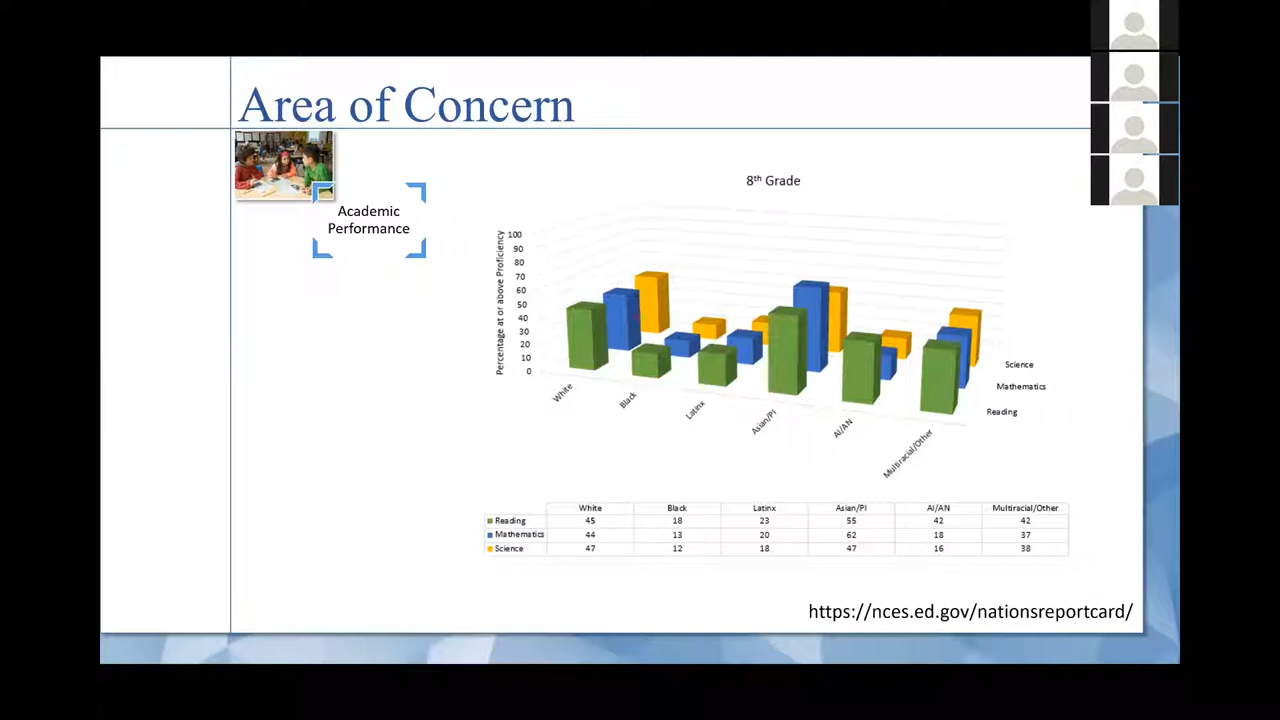 Area of Concern
Academic
Performance
8th Grade
Percentage at or above Proficiency
100
90
80
70
60
50
40
30
20
10
0
White
Black
Latinx
Asian/PI
AI/AN
Multiracial/Other
Science
Mathematics
Reading
White Black Latinx Asian/PI AI/AN Multiracial/Other
Reading 45 18 23 55 42 42
Mathematics 44 13 20 62 18 37
Science 47 12 18 47 16 38
https://nces.ed.gov/nationsreportcard/